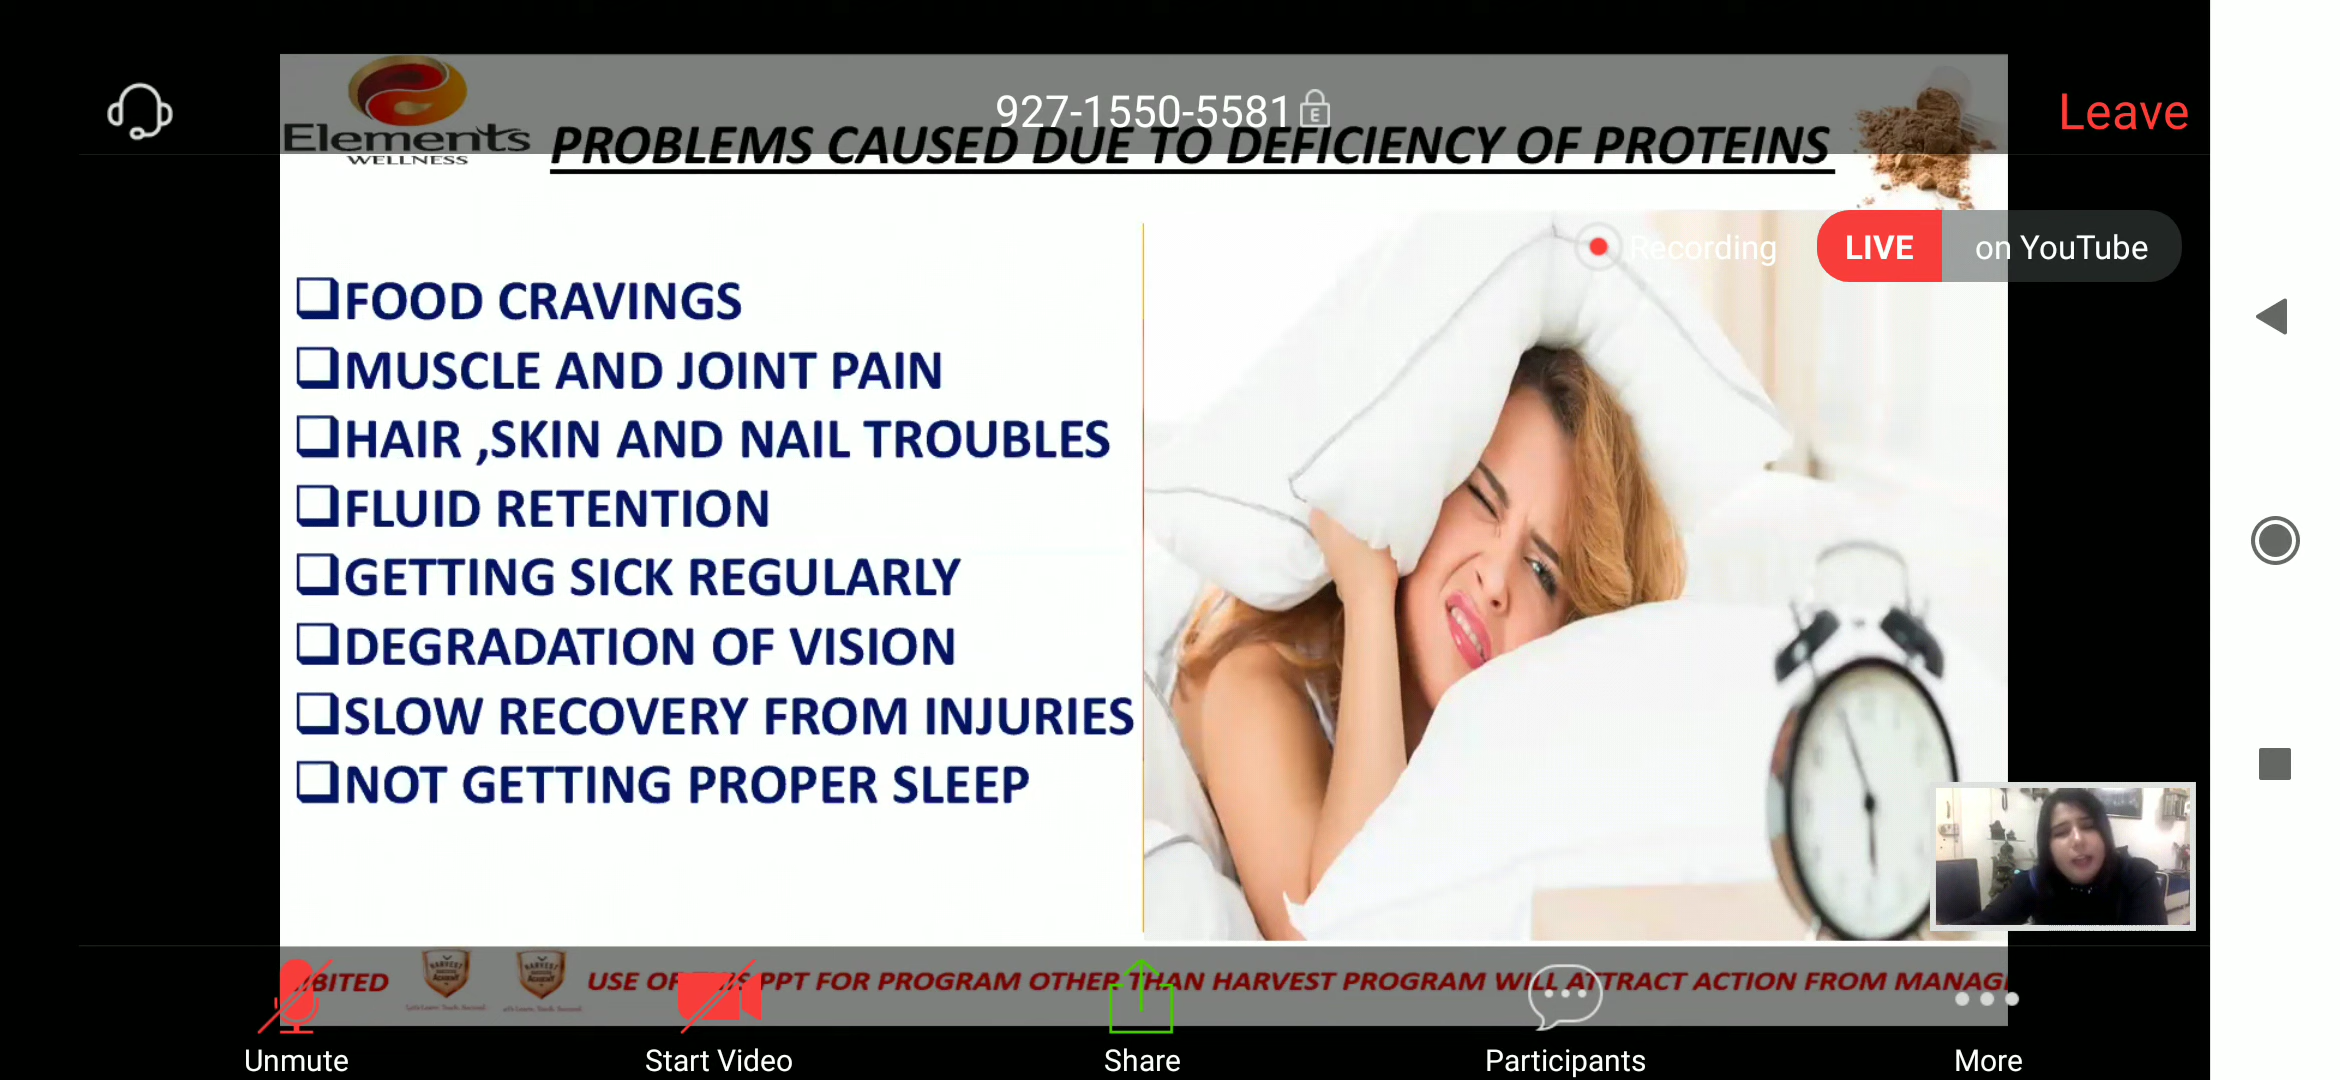 927-1550-5581
Leave
Elements
WELLNESS
PROBLEMS CAUSED DUE TO DEFICIENCY OF PROTEINS
Recording
LIVE on YouTube
❑FOOD CRAVINGS
❑MUSCLE AND JOINT PAIN
❑HAIR ,SKIN AND NAIL TROUBLES
❑FLUID RETENTION
❑GETTING SICK REGULARLY
❑DEGRADATION OF VISION
❑SLOW RECOVERY FROM INJURIES
❑NOT GETTING PROPER SLEEP
IBITED USE OF THIS PPT FOR PROGRAM OTHER THAN HARVEST PROGRAM WILL ATTRACT ACTION FROM MANAG
Unmute Start Video Share Participants More